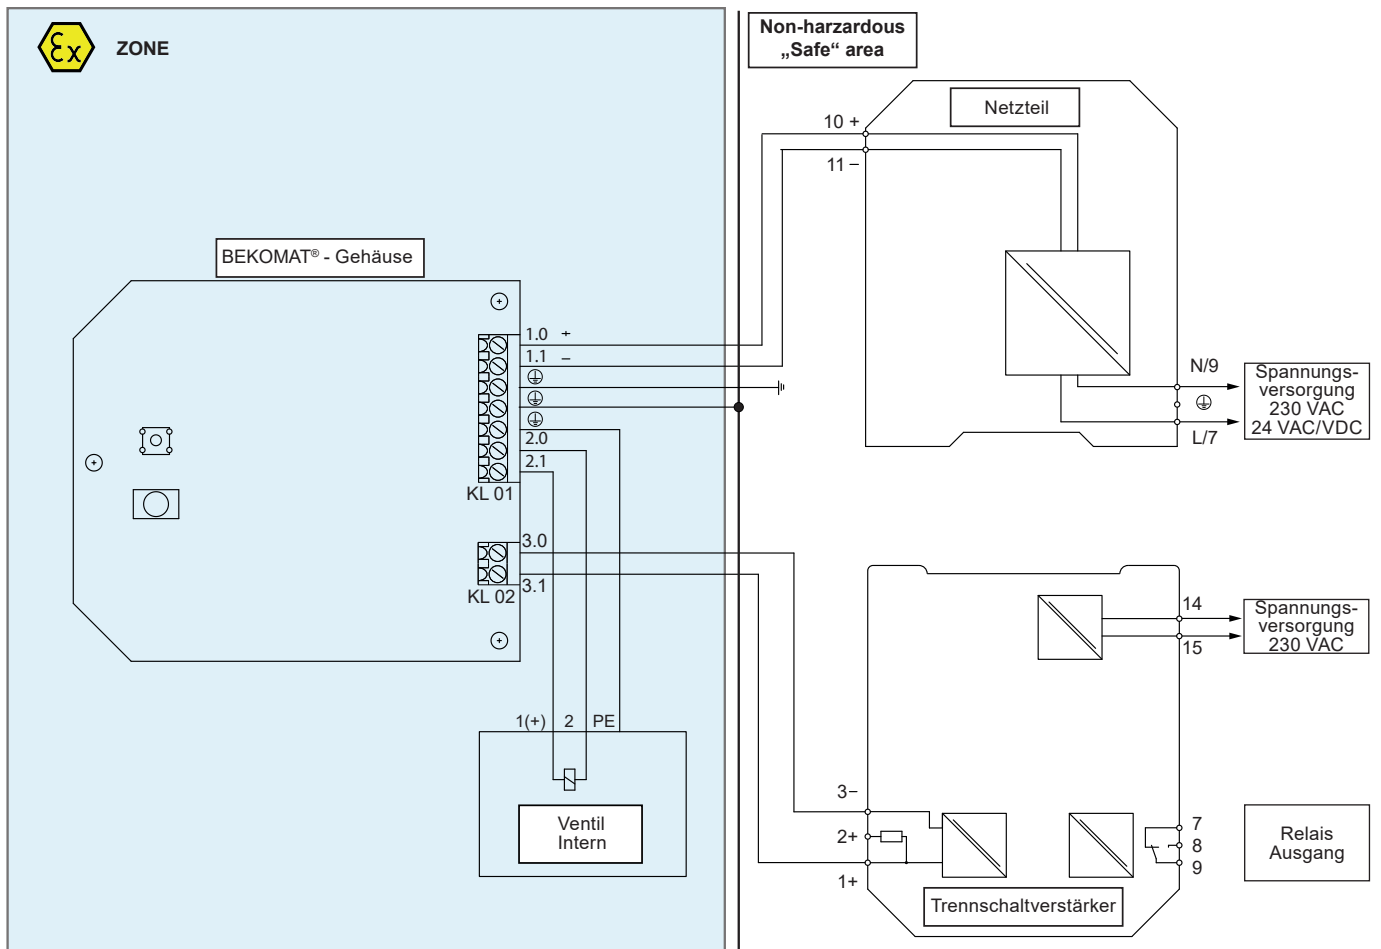 Ex
ZONE
Non-harzardous
„Safe“ area
Netzteil
10 +
11 –
BEKOMAT® - Gehäuse
1.0 +
1.1 –
2.0
2.1
KL 01
3.0
3.1
KL 02
N/9
L/7
Spannungs-
versorgung
230 VAC
24 VAC/VDC
14
15
Spannungs-
versorgung
230 VAC
1(+) 2 PE
Ventil
Intern
3–
2+
1+
7
8
9
Relais
Ausgang
Trennschaltverstärker